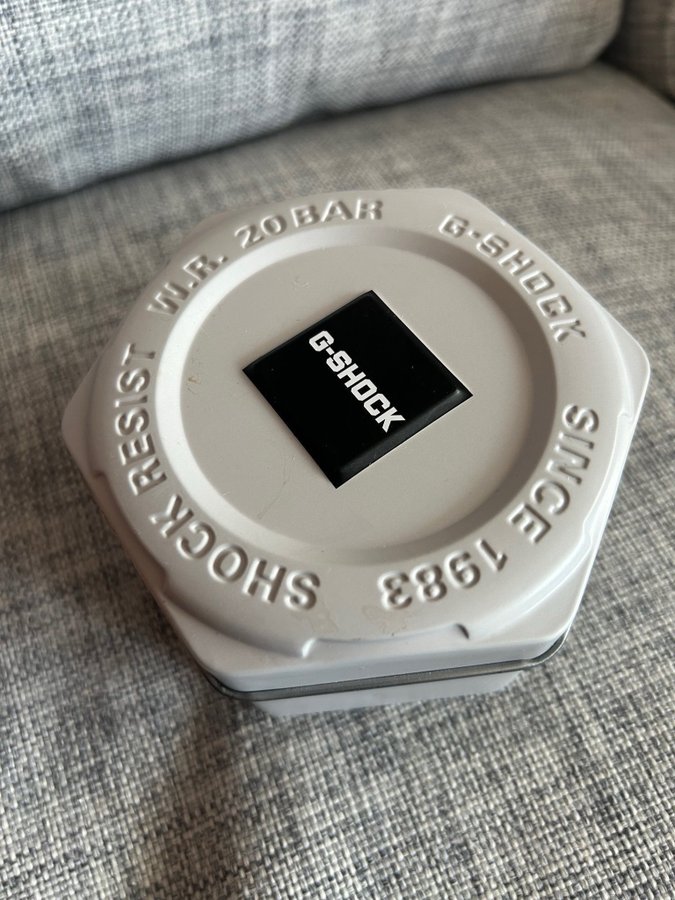 G-SHOCK
SHOCK RESIST
W.R. 20BAR
G-SHOCK
SINCE 1983